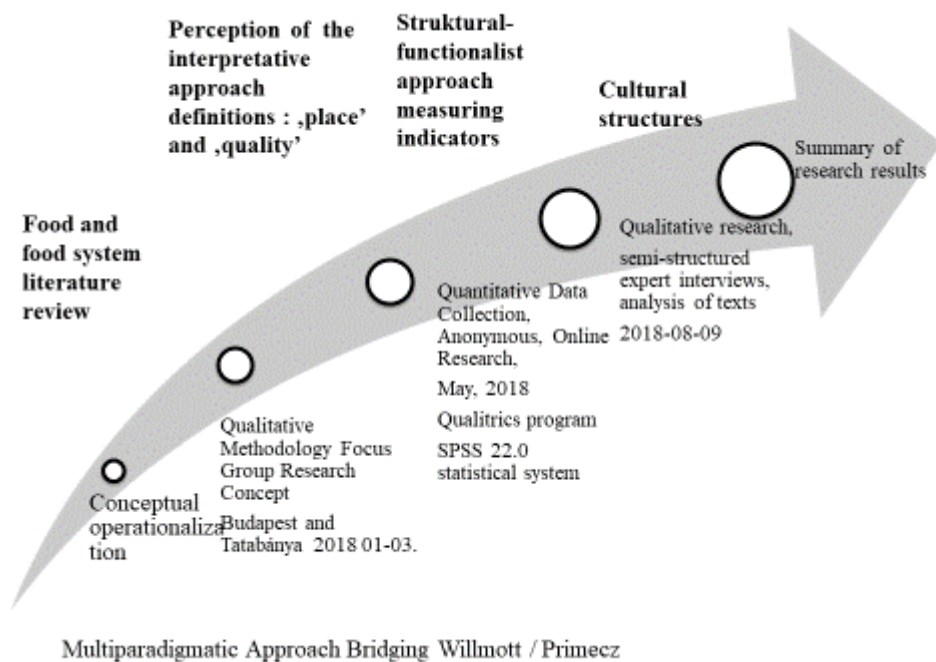 Perception of the
interpretative
approach
definitions : ‚place’
and ‚quality’
Struktural-
functionalist
approach
measuring
indicators
Cultural
structures
Summary of
research results
Food and
food system
literature
review
Qualitative research,
semi-structured
expert interviews,
analysis of texts
2018-08-09
Quantitative Data
Collection,
Anonymous, Online
Research,
May, 2018
Qualitrics program
SPSS 22.0
statistical system
Qualitative
Methodology Focus
Group Research
Concept
Budapest and
Tatabánya 2018 01-03.
Conceptual
operationaliza
tion
Multiparadigmatic Approach Bridging Willmott / Primecz